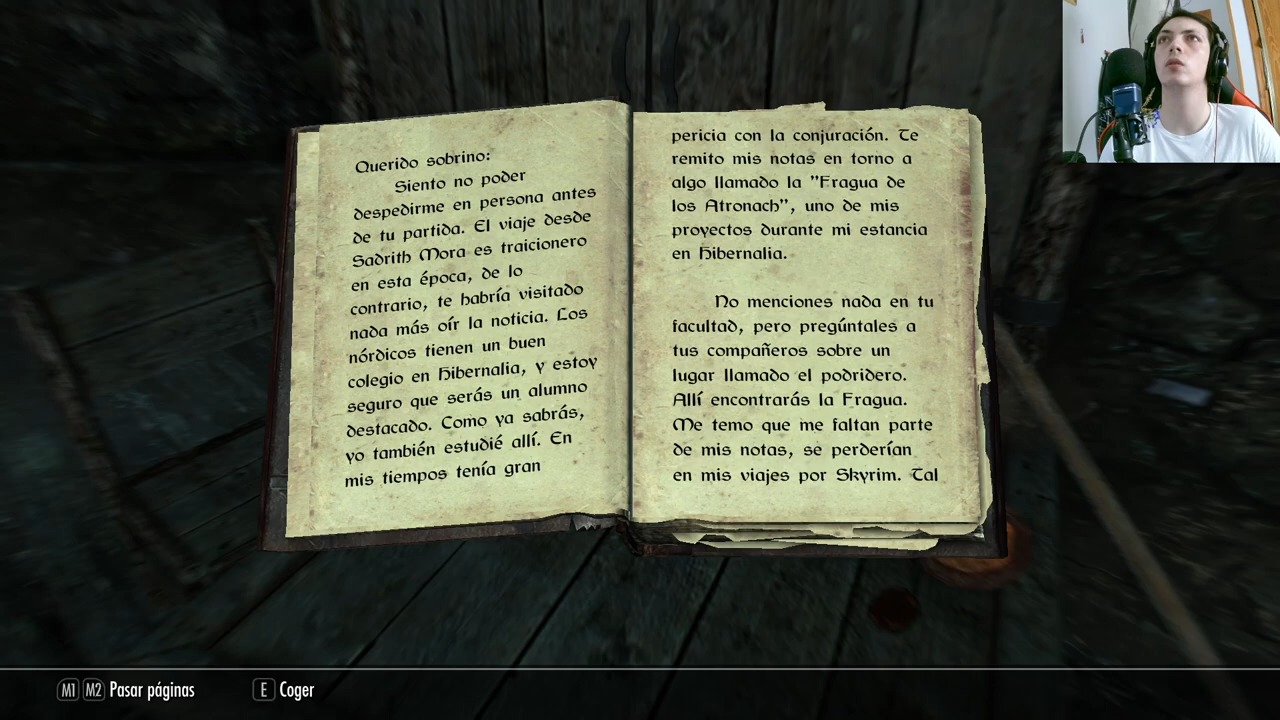 Querido sobrino:
Siento no poder
despedirme en persona antes
de tu partida. El viaje desde
Sadrith Mora es traicionero
en esta época, de lo
contrario, te habría visitado
nada más oír la noticia. Los
nórdicos tienen un buen
colegio en Hibernalia, y estoy
seguro que serás un alumno
destacado. Como ya sabrás,
yo también estudié allí. En
mis tiempos tenía gran
pericia con la conjuración. Te
remito mis notas en torno a
algo llamado la "Fragua de
los Atronach", uno de mis
proyectos durante mi estancia
en Hibernalia.
No menciones nada en tu
facultad, pero pregúntales a
tus compañeros sobre un
lugar llamado el podridero.
Allí encontrarás la Fragua.
Me temo que me faltan parte
de mis notas, se perderían
en mis viajes por Skyrim. Tal
M1 M2 Pasar páginas
E Coger